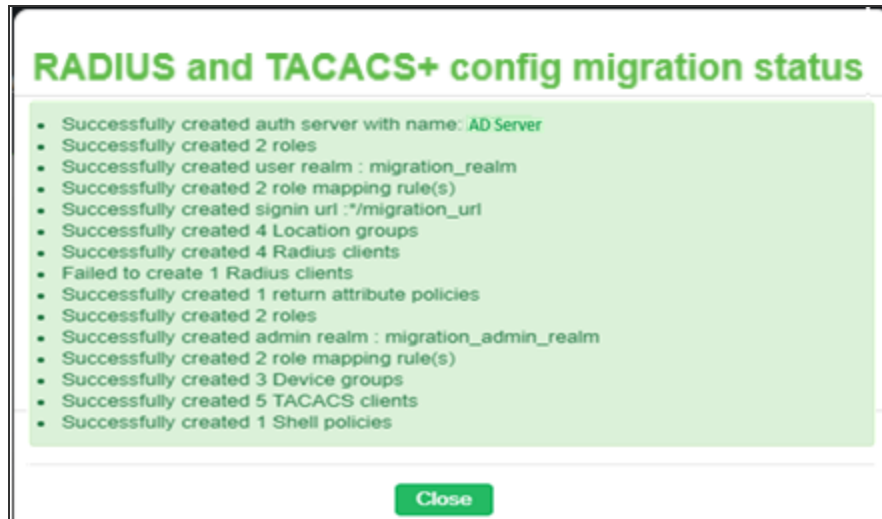 RADIUS and TACACS+ config migration status
• Successfully created auth server with name: AD Server
• Successfully created 2 roles
• Successfully created user realm : migration_realm
• Successfully created 2 role mapping rule(s)
• Successfully created signin url :*/migration_url
• Successfully created 4 Location groups
• Successfully created 4 Radius clients
• Failed to create 1 Radius clients
• Successfully created 1 return attribute policies
• Successfully created 2 roles
• Successfully created admin realm : migration_admin_realm
• Successfully created 2 role mapping rule(s)
• Successfully created 3 Device groups
• Successfully created 5 TACACS clients
• Successfully created 1 Shell policies
Close